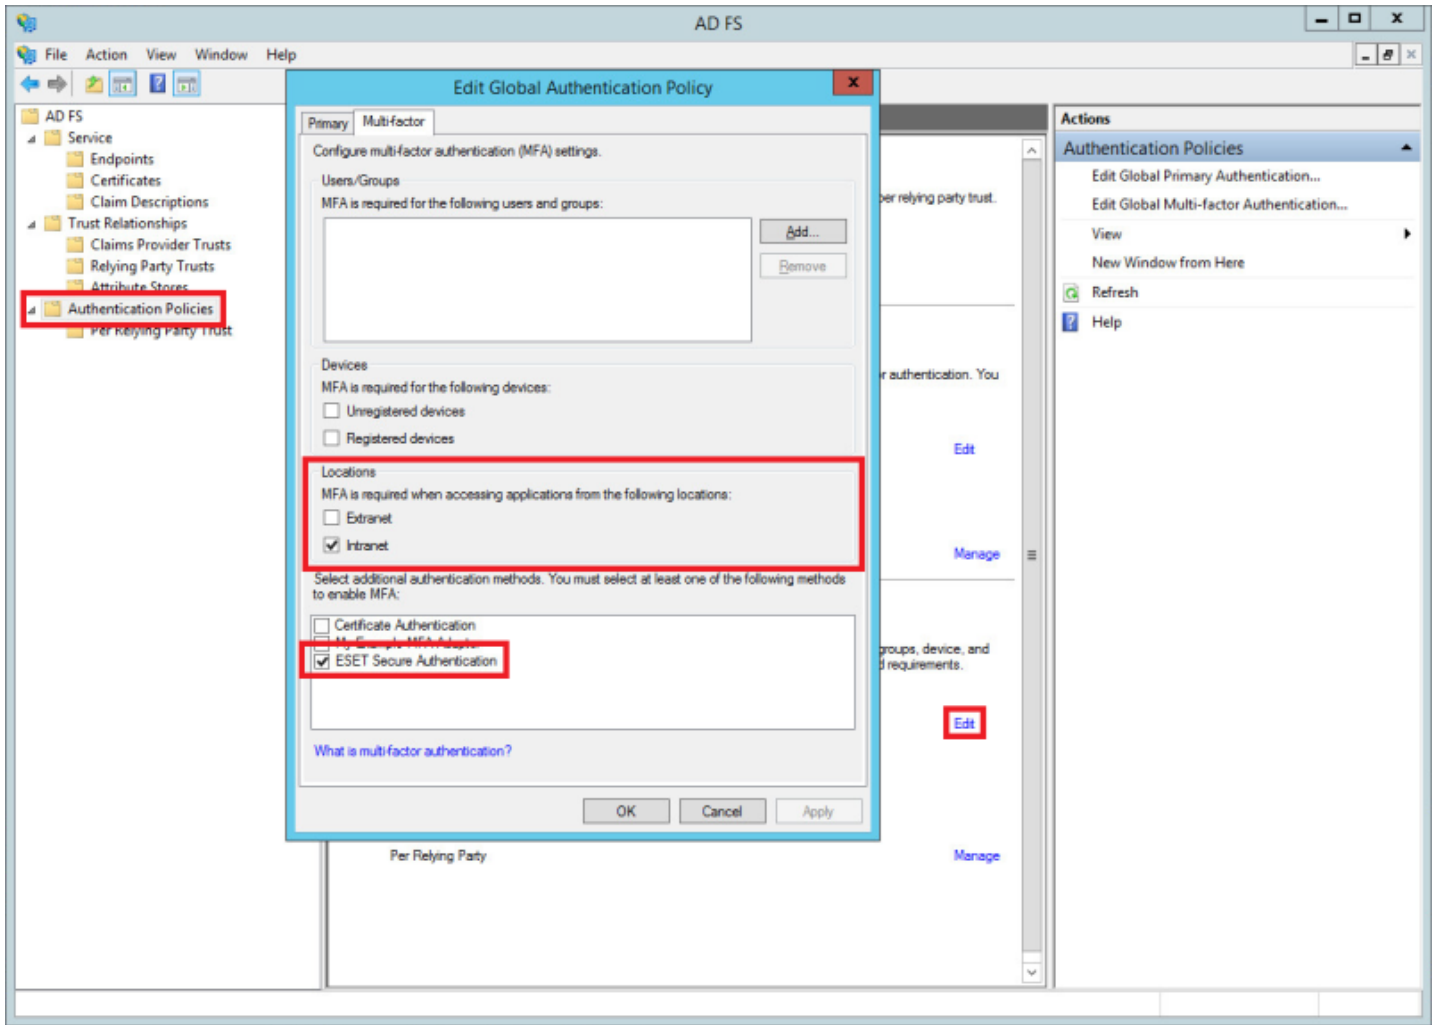 AD FS
File Action View Window Help
AD FS
Service
Endpoints
Certificates
Claim Descriptions
Trust Relationships
Claims Provider Trusts
Relying Party Trusts
Attribute Stores
Authentication Policies
Per Relying Party Trust
Edit Global Authentication Policy
Primary Multi-factor
Configure multi-factor authentication (MFA) settings.
Users/Groups
MFA is required for the following users and groups:
Add...
Remove
Devices
MFA is required for the following devices:
Unregistered devices
Registered devices
Locations
MFA is required when accessing applications from the following locations:
Extranet
Intranet
Select additional authentication methods. You must select at least one of the following methods
to enable MFA:
Certificate Authentication
My Example MFA Adapter
ESET Secure Authentication
What is multi-factor authentication?
OK Cancel Apply
per relying party trust.
r authentication. You
Edit
Manage
groups, device, and
d requirements.
Edit
Per Relying Party Manage
Actions
Authentication Policies
Edit Global Primary Authentication...
Edit Global Multi-factor Authentication...
View
New Window from Here
Refresh
Help